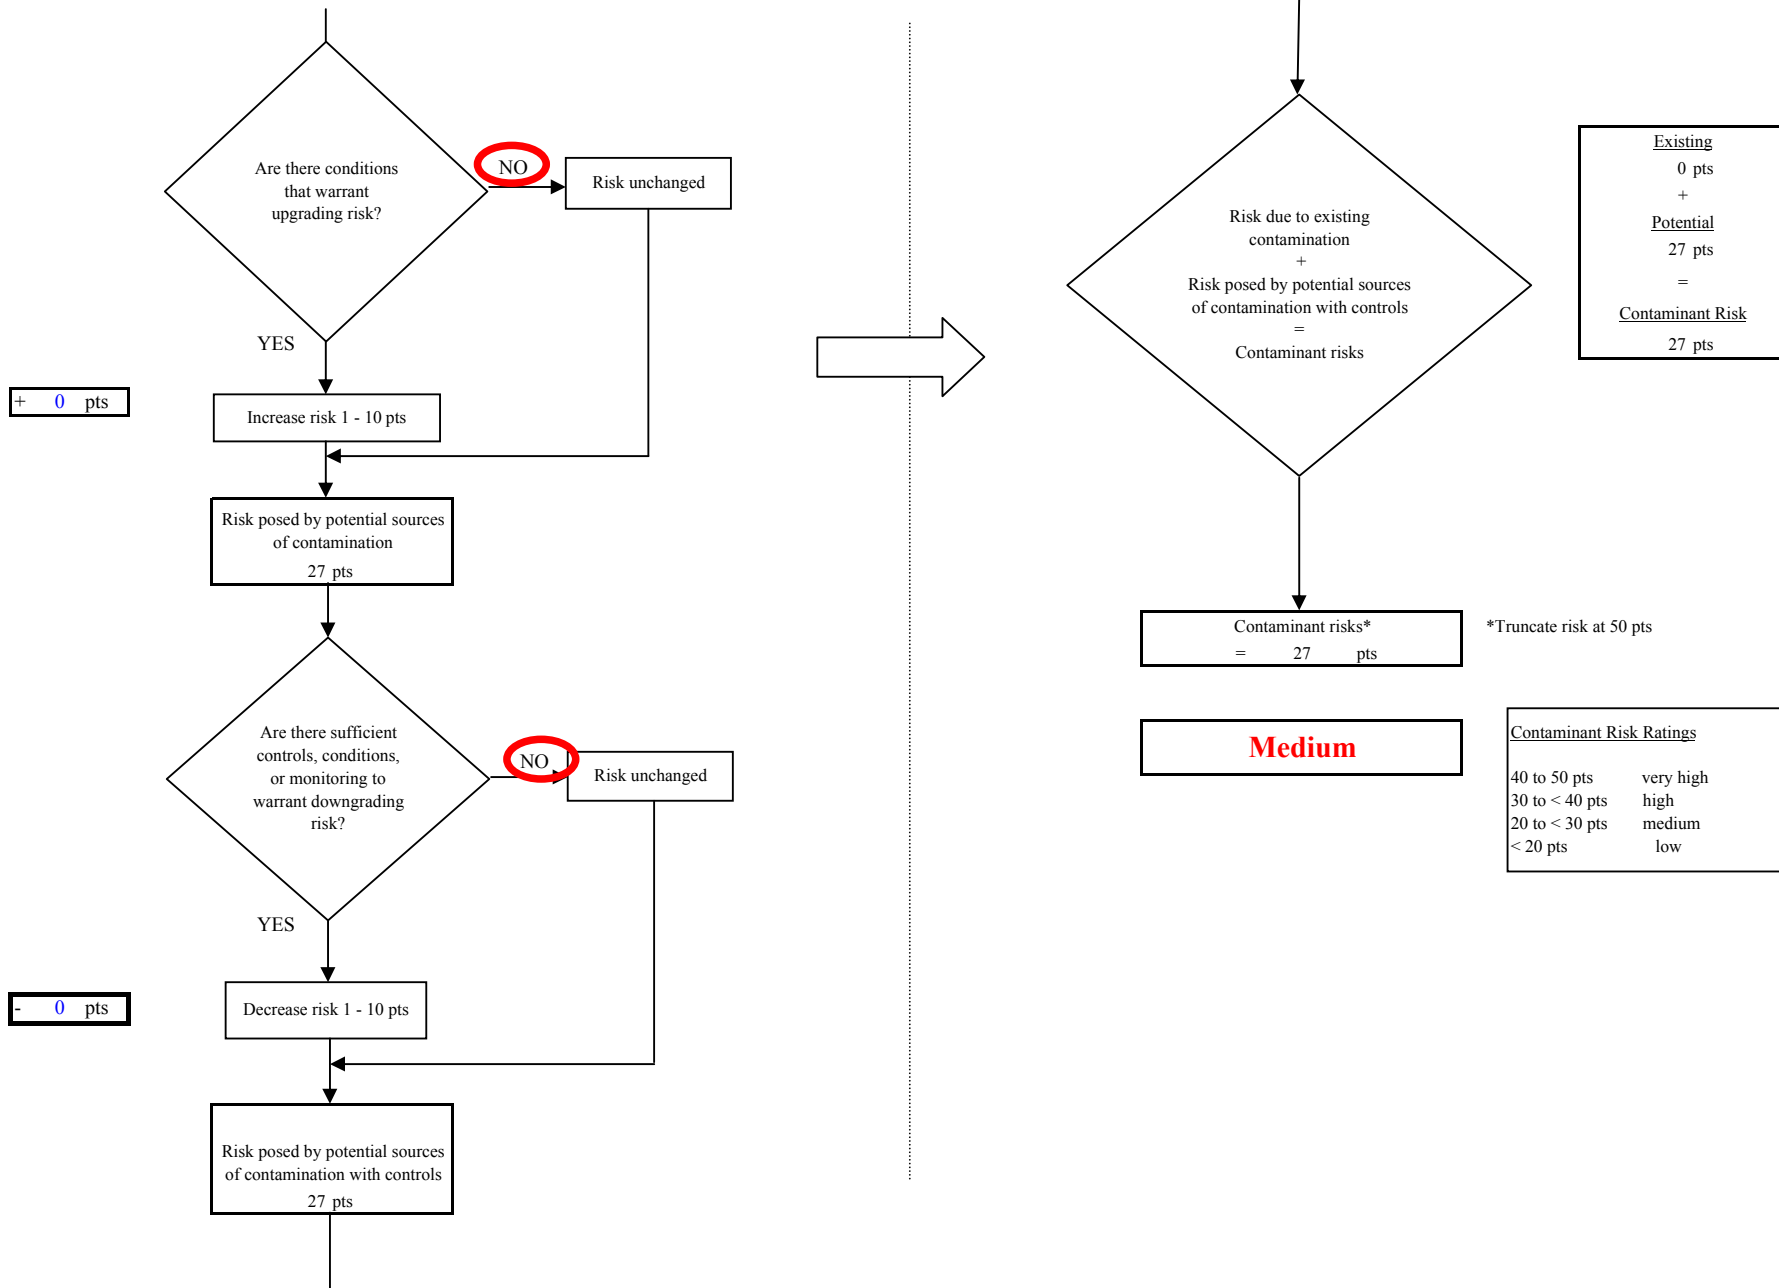 Are there conditions
that warrant
upgrading risk?
NO
Risk unchanged
YES
+ 0 pts
Increase risk 1 - 10 pts
Risk posed by potential sources
of contamination
27 pts
Are there sufficient
controls, conditions,
or monitoring to
warrant downgrading
risk?
NO
Risk unchanged
YES
- 0 pts
Decrease risk 1 - 10 pts
Risk posed by potential sources
of contamination with controls
27 pts
Risk due to existing
contamination
+
Risk posed by potential sources
of contamination with controls
=
Contaminant risks
Existing
0 pts
+
Potential
27 pts
=
Contaminant Risk
27 pts
Contaminant risks*
= 27 pts
*Truncate risk at 50 pts
Medium
Contaminant Risk Ratings
40 to 50 pts very high
30 to < 40 pts high
20 to < 30 pts medium
< 20 pts low